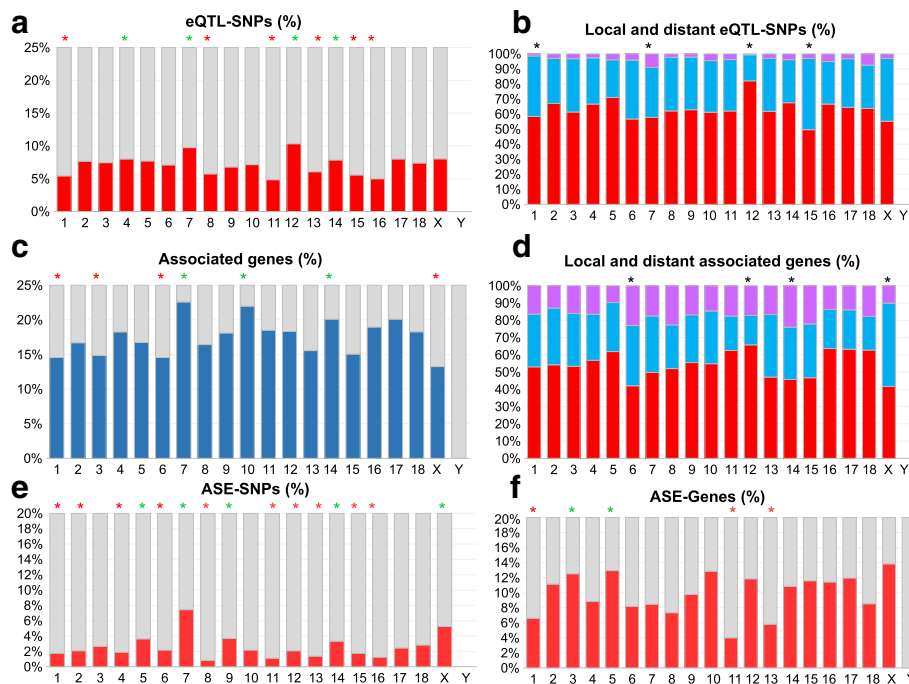 a
eQTL-SNPs (%)
* * * * * * * * * *
25%
20%
15%
10%
5%
0%
1 2 3 4 5 6 7 8 9 10 11 12 13 14 15 16 17 18 X Y
b
Local and distant eQTL-SNPs (%)
* * * *
100%
90%
80%
70%
60%
50%
40%
30%
20%
10%
0%
1 2 3 4 5 6 7 8 9 10 11 12 13 14 15 16 17 18 X Y
c
Associated genes (%)
* * * * * * *
25%
20%
15%
10%
5%
0%
1 2 3 4 5 6 7 8 9 10 11 12 13 14 15 16 17 18 X Y
d
Local and distant associated genes (%)
* * * *
100%
90%
80%
70%
60%
50%
40%
30%
20%
10%
0%
1 2 3 4 5 6 7 8 9 10 11 12 13 14 15 16 17 18 X Y
e
ASE-SNPs (%)
* * * * * * * * * * * * * * * *
20%
18%
16%
14%
12%
10%
8%
6%
4%
2%
0%
1 2 3 4 5 6 7 8 9 10 11 12 13 14 15 16 17 18 X Y
f
ASE-Genes (%)
* * * * *
20%
18%
16%
14%
12%
10%
8%
6%
4%
2%
0%
1 2 3 4 5 6 7 8 9 10 11 12 13 14 15 16 17 18 X Y